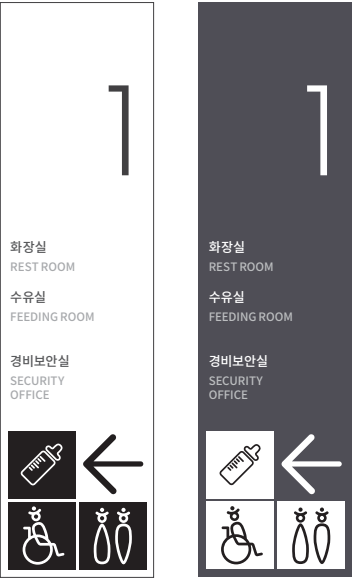 1
화장실
REST ROOM
수유실
FEEDING ROOM
경비보안실
SECURITY
OFFICE
1
화장실
REST ROOM
수유실
FEEDING ROOM
경비보안실
SECURITY
OFFICE